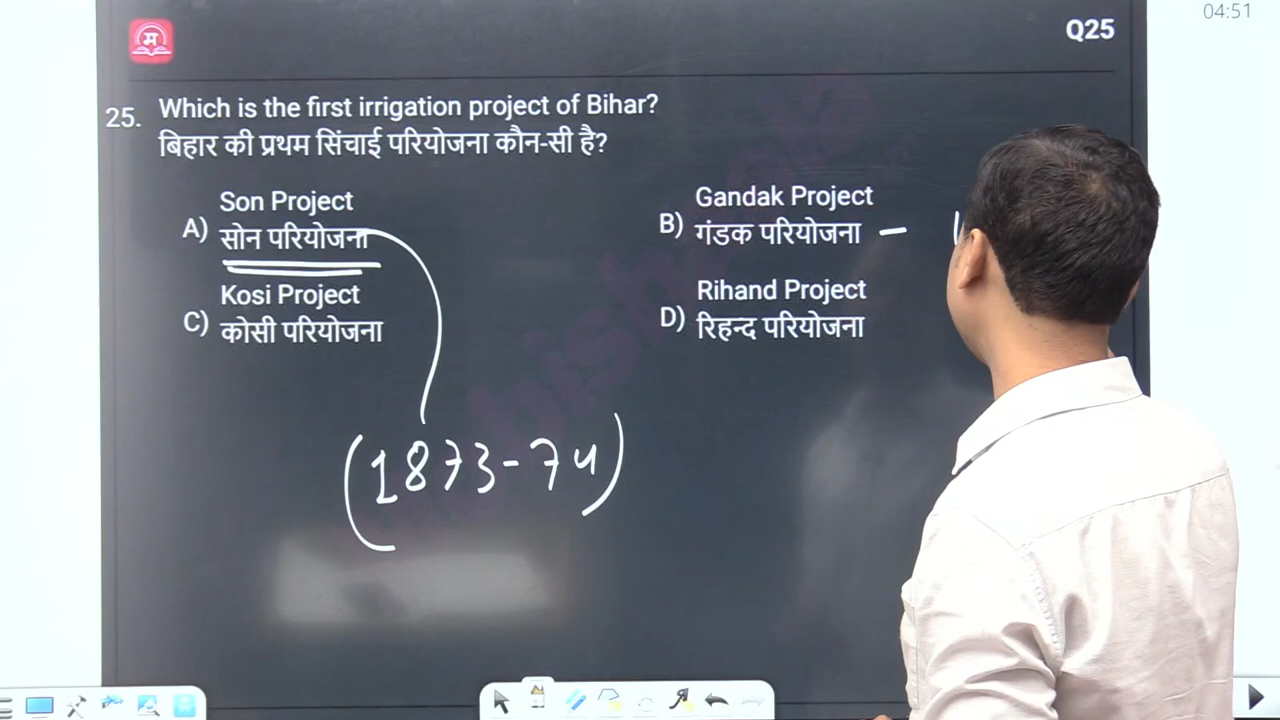 04:51
म
Q25
25. Which is the first irrigation project of Bihar?
बिहार की प्रथम सिंचाई परियोजना कौन-सी है?
A) Son Project
सोन परियोजना
B) Gandak Project
गंडक परियोजना –
C) Kosi Project
कोसी परियोजना
D) Rihand Project
रिहन्द परियोजना
(1873-74)